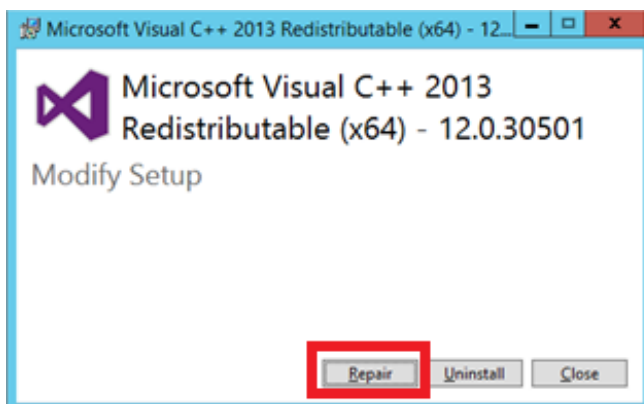 Microsoft Visual C++ 2013 Redistributable (x64) - 12...
Microsoft Visual C++ 2013
Redistributable (x64) - 12.0.30501
Modify Setup
Repair Uninstall Close